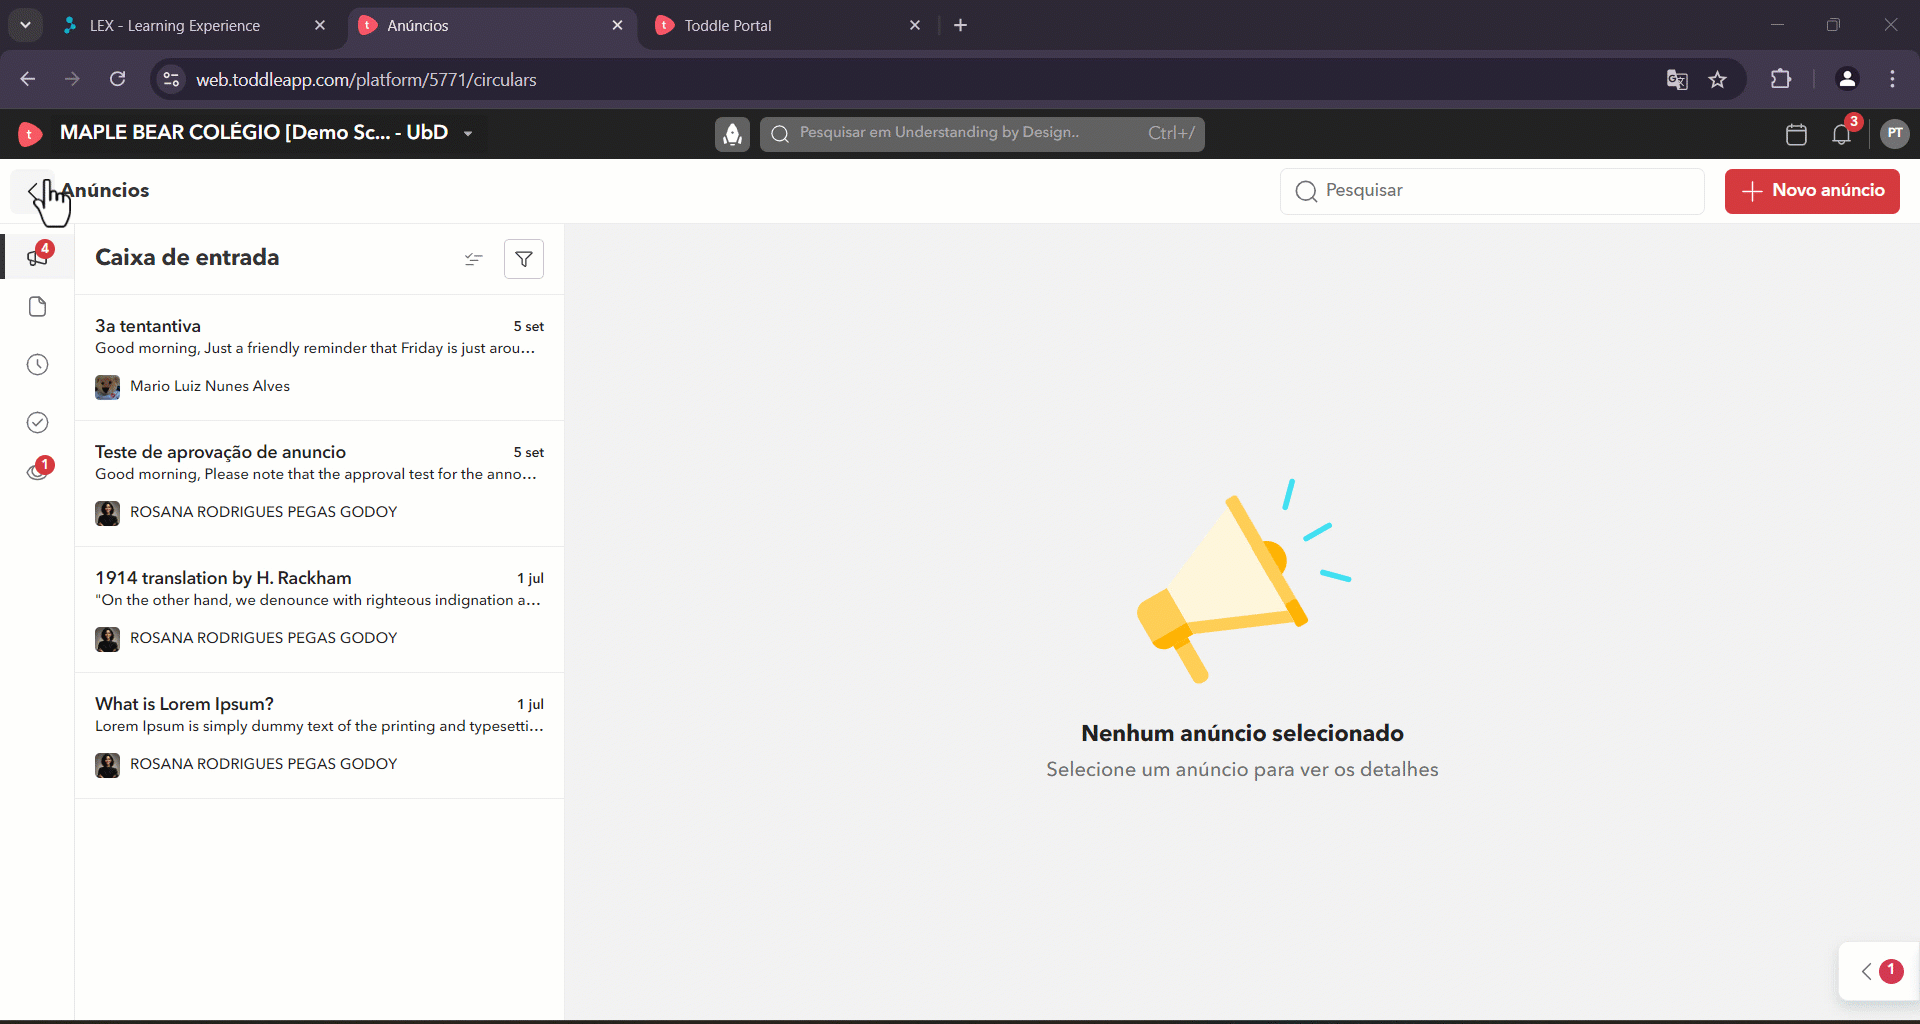 LEX - Learning Experience
Anúncios
Toddle Portal
web.toddleapp.com/platform/5771/circulars
MAPLE BEAR COLÉGIO [Demo Sc... - UbD
Pesquisar em Understanding by Design..
Ctrl+/
3
PT
Anúncios
Pesquisar
Novo anúncio
4
1
Caixa de entrada
3a tentantiva
5 set
Good morning, Just a friendly reminder that Friday is just arou...
Mario Luiz Nunes Alves
Teste de aprovação de anuncio
5 set
Good morning, Please note that the approval test for the anno...
ROSANA RODRIGUES PEGAS GODOY
1914 translation by H. Rackham
1 jul
"On the other hand, we denounce with righteous indignation a...
ROSANA RODRIGUES PEGAS GODOY
What is Lorem Ipsum?
1 jul
Lorem Ipsum is simply dummy text of the printing and typesetti...
ROSANA RODRIGUES PEGAS GODOY
Nenhum anúncio selecionado
Selecione um anúncio para ver os detalhes
1